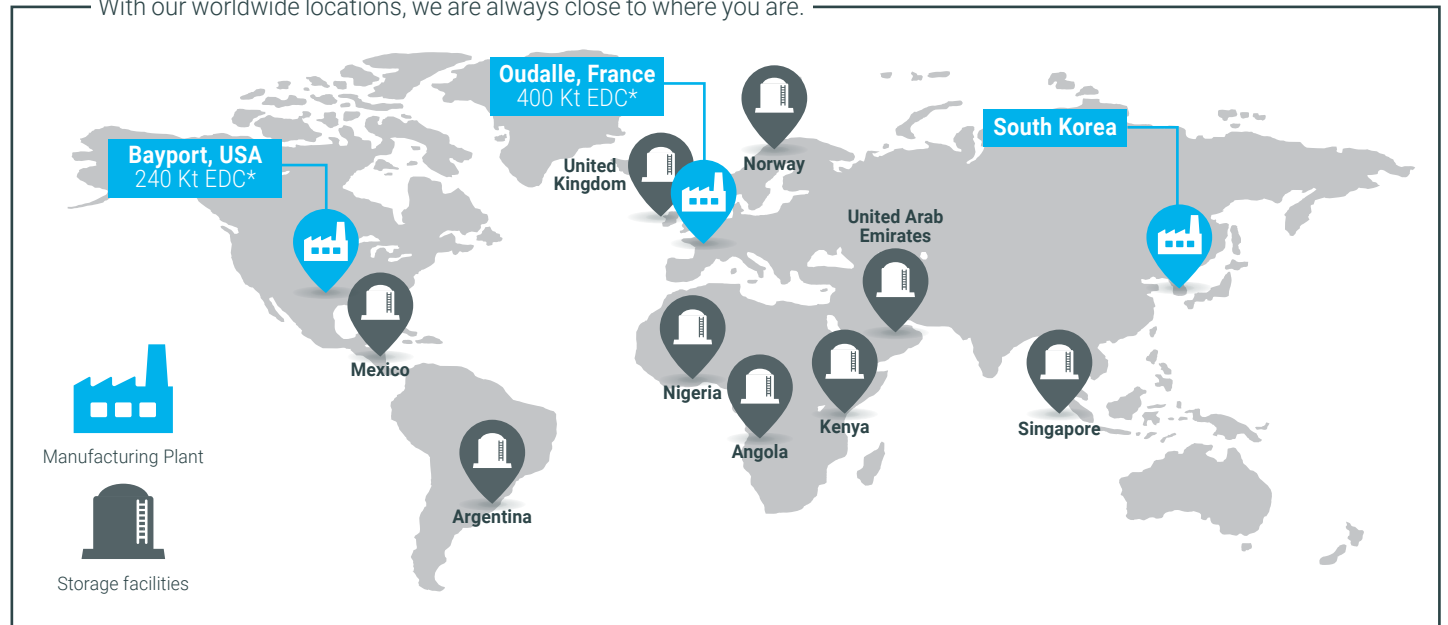 With our worldwide locations, we are always close to where you are.
Oudalle, France
400 Kt EDC*
South Korea
Bayport, USA
240 Kt EDC*
United
Kingdom
Norway
United Arab
Emirates
Mexico
Nigeria
Kenya
Singapore
Angola
Argentina
Manufacturing Plant
Storage facilities